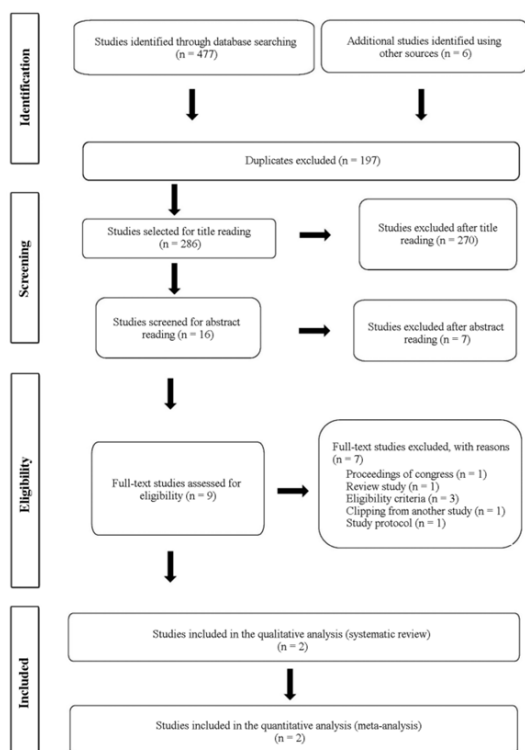 Identification
Studies identified through database searching
(n = 477)
Additional studies identified using
other sources (n = 6)
Duplicates excluded (n = 197)
Screening
Studies selected for title reading
(n = 286)
Studies excluded after title
reading (n = 270)
Studies screened for abstract
reading (n = 16)
Studies excluded after abstract
reading (n = 7)
Eligibility
Full-text studies assessed for
eligibility (n = 9)
Full-text studies excluded, with reasons
(n = 7)
Proceedings of congress (n = 1)
Review study (n = 1)
Eligibility criteria (n = 3)
Clipping from another study (n = 1)
Study protocol (n = 1)
Included
Studies included in the qualitative analysis (systematic review)
(n = 2)
Studies included in the quantitative analysis (meta-analysis)
(n = 2)